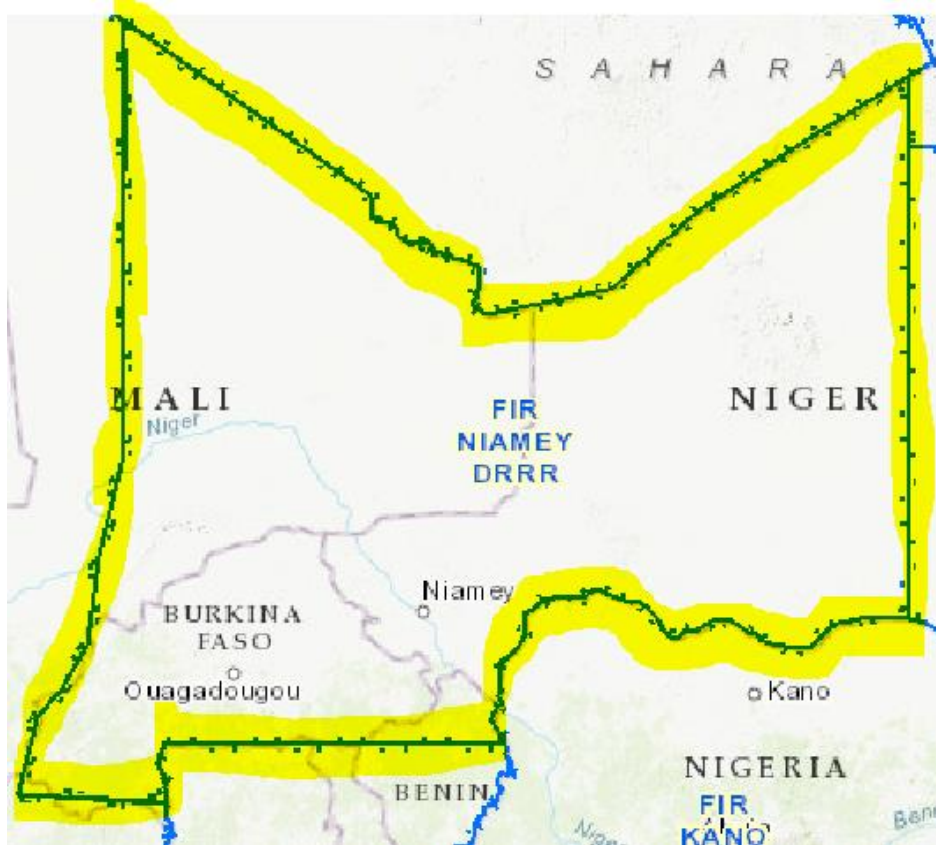 S A H A R A
MALI
Niger
NIGER
FIR
NIAMEY
DRRR
Niamey
BURKINA
FASO
Ouagadougou
Kano
BENIN
NIGERIA
FIR
KANO